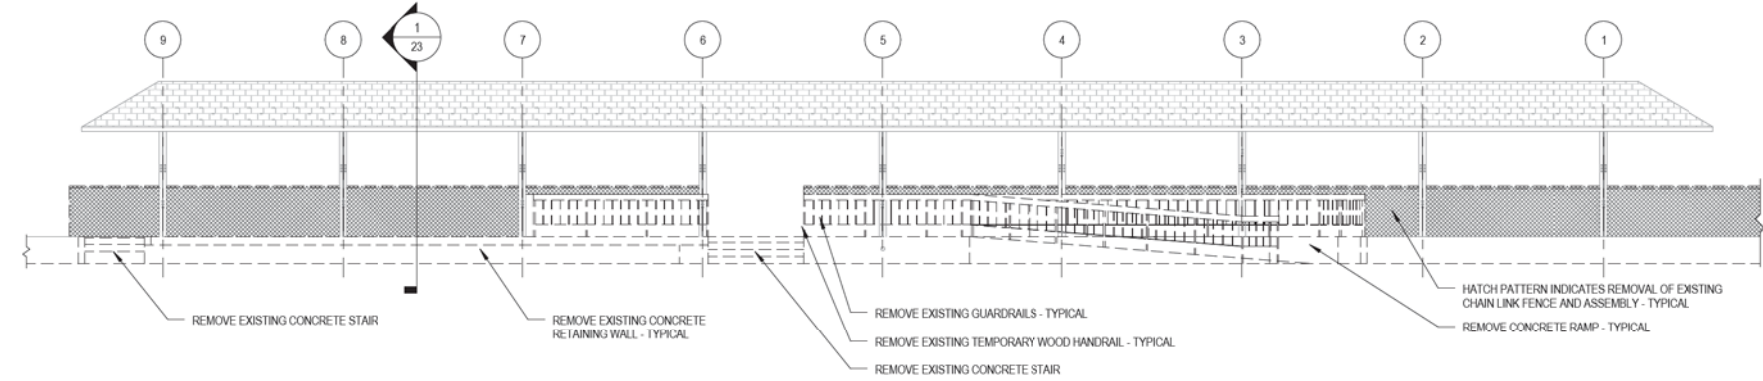 9
8
1
23
7
6
5
4
3
2
1
REMOVE EXISTING CONCRETE STAIR
REMOVE EXISTING CONCRETE
RETAINING WALL - TYPICAL
REMOVE EXISTING GUARDRAILS - TYPICAL
REMOVE EXISTING TEMPORARY WOOD HANDRAIL - TYPICAL
REMOVE EXISTING CONCRETE STAIR
HATCH PATTERN INDICATES REMOVAL OF EXISTING
CHAIN LINK FENCE AND ASSEMBLY - TYPICAL
REMOVE CONCRETE RAMP - TYPICAL